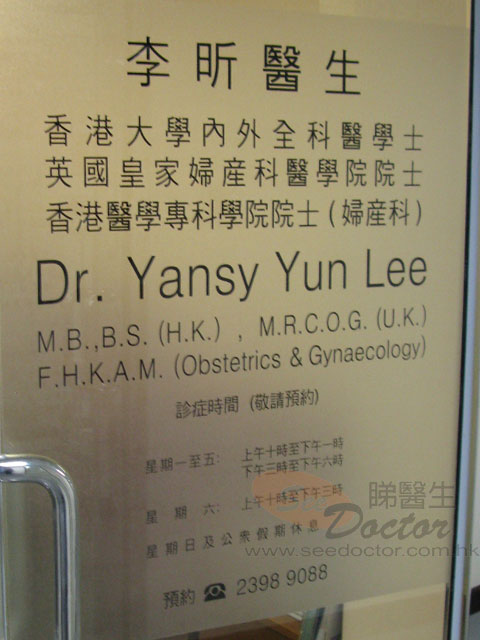 李昕醫生
香港大學內外全科醫學士
英國皇家婦産科醫學院院士
香港醫學專科學院院士(婦産科)
Dr. Yansy Yun Lee
M.B.,B.S. (H.K.) , M.R.C.O.G. (U.K.)
F.H.K.A.M. (Obstetrics & Gynaecology)
診症時間 (敬請預約)
星期一至五: 上午十時至下午一時
下午三時至下午六時
星期六: 上午十時至下午三時
星期日及公衆假期休息
預約 ☎ 2398 9088
睇醫生
Doctor
www.seedoctor.com.hk